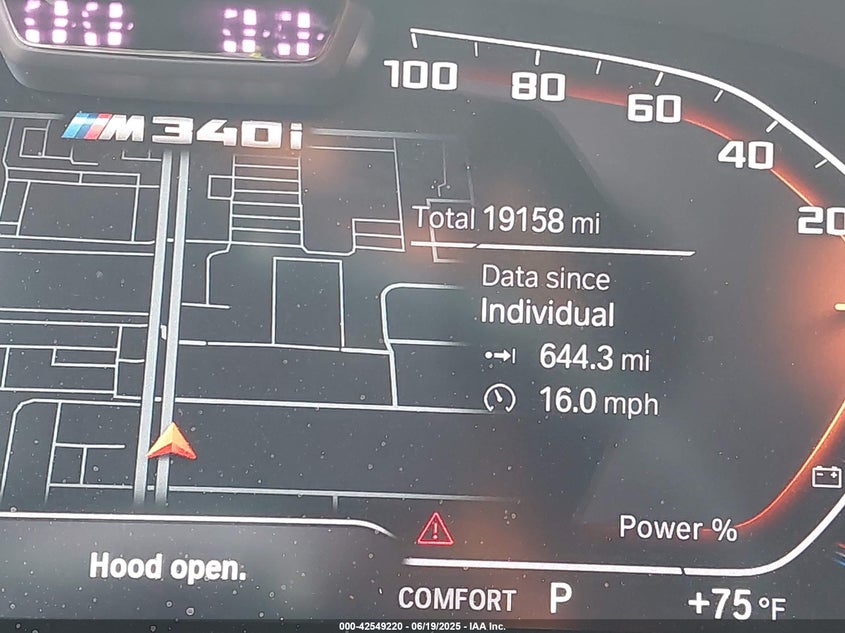 100
80
60
40
20
M340i
Total 19158 mi
Data since
Individual
644.3 mi
16.0 mph
Power %
Hood open.
COMFORT P +75 °F
000-42549220 - 06/19/2025 - IAA Inc.